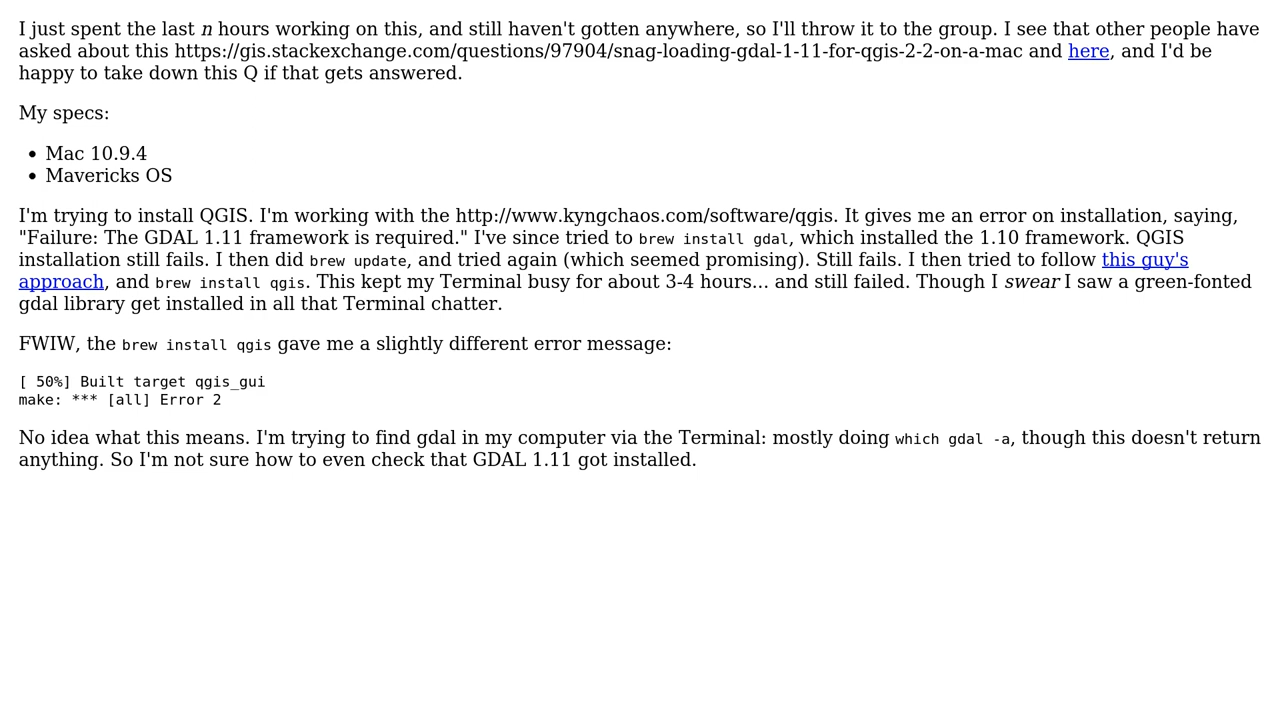 I just spent the last n hours working on this, and still haven't gotten anywhere, so I'll throw it to the group. I see that other people have
asked about this https://gis.stackexchange.com/questions/97904/snag-loading-gdal-1-11-for-qgis-2-2-on-a-mac and here, and I'd be
happy to take down this Q if that gets answered.
My specs:
• Mac 10.9.4
• Mavericks OS
I'm trying to install QGIS. I'm working with the http://www.kyngchaos.com/software/qgis. It gives me an error on installation, saying,
"Failure: The GDAL 1.11 framework is required." I've since tried to brew install gdal, which installed the 1.10 framework. QGIS
installation still fails. I then did brew update, and tried again (which seemed promising). Still fails. I then tried to follow this guy's
approach, and brew install qgis. This kept my Terminal busy for about 3-4 hours... and still failed. Though I swear I saw a green-fonted
gdal library get installed in all that Terminal chatter.
FWIW, the brew install qgis gave me a slightly different error message:
[ 50%] Built target qgis_gui
make: *** [all] Error 2
No idea what this means. I'm trying to find gdal in my computer via the Terminal: mostly doing which gdal -a, though this doesn't return
anything. So I'm not sure how to even check that GDAL 1.11 got installed.